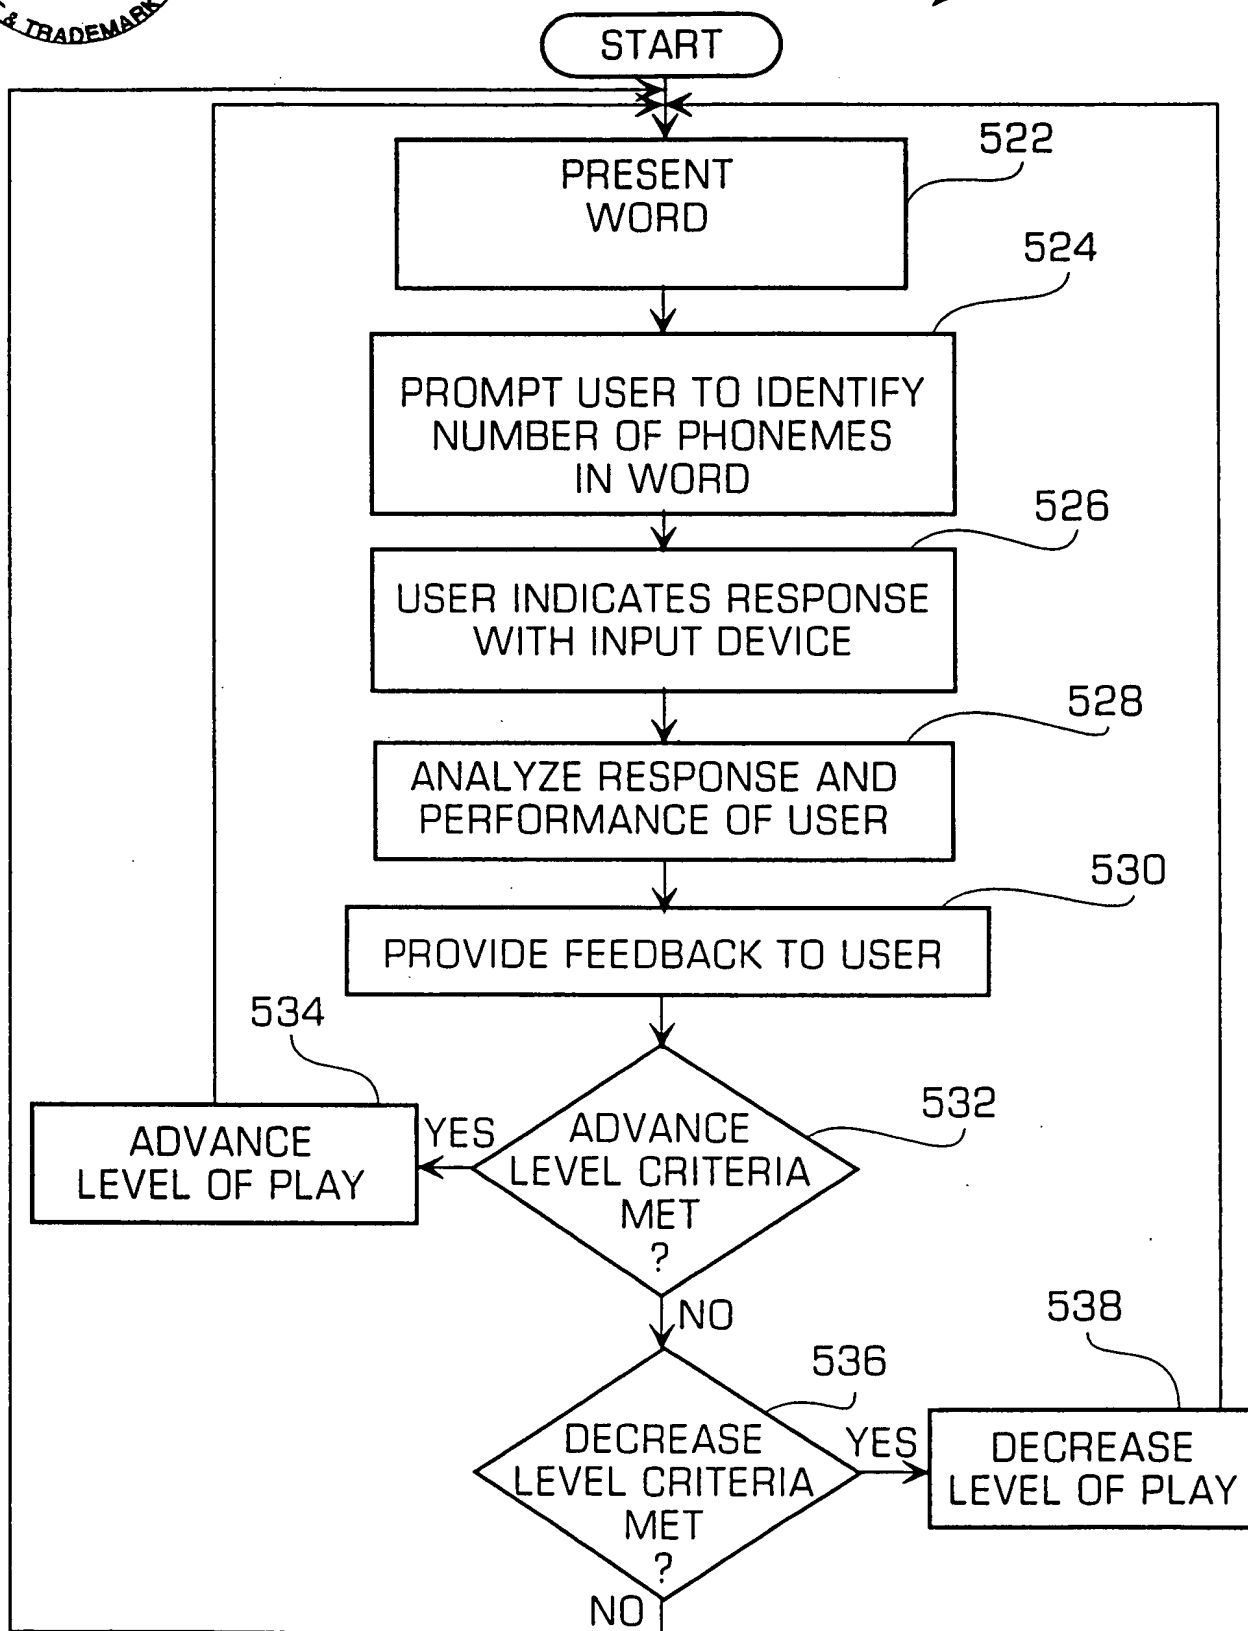 & TRADEMARK
START
522
PRESENT
WORD
524
PROMPT USER TO IDENTIFY
NUMBER OF PHONEMES
IN WORD
526
USER INDICATES RESPONSE
WITH INPUT DEVICE
528
ANALYZE RESPONSE AND
PERFORMANCE OF USER
530
PROVIDE FEEDBACK TO USER
534
532
ADVANCE
LEVEL OF PLAY
YES
ADVANCE
LEVEL CRITERIA
MET
?
NO
538
536
DECREASE
LEVEL CRITERIA
MET
?
YES
DECREASE
LEVEL OF PLAY
NO